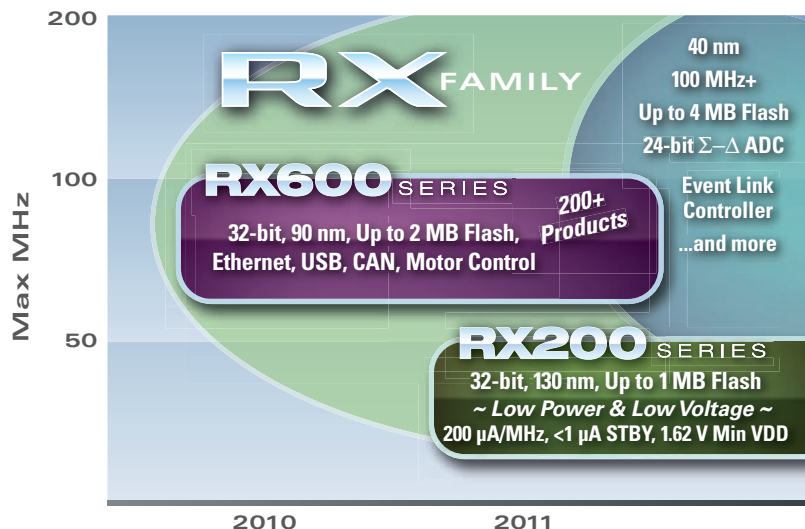 200
RX FAMILY
40 nm
100 MHz+
Up to 4 MB Flash
24-bit Σ–Δ ADC
Event Link
Controller
...and more
100
RX600 SERIES
200+
Products
32-bit, 90 nm, Up to 2 MB Flash,
Ethernet, USB, CAN, Motor Control
Max MHz
50
RX200 SERIES
32-bit, 130 nm, Up to 1 MB Flash
~ Low Power & Low Voltage ~
200 µA/MHz, <1 µA STBY, 1.62 V Min VDD
2010
2011